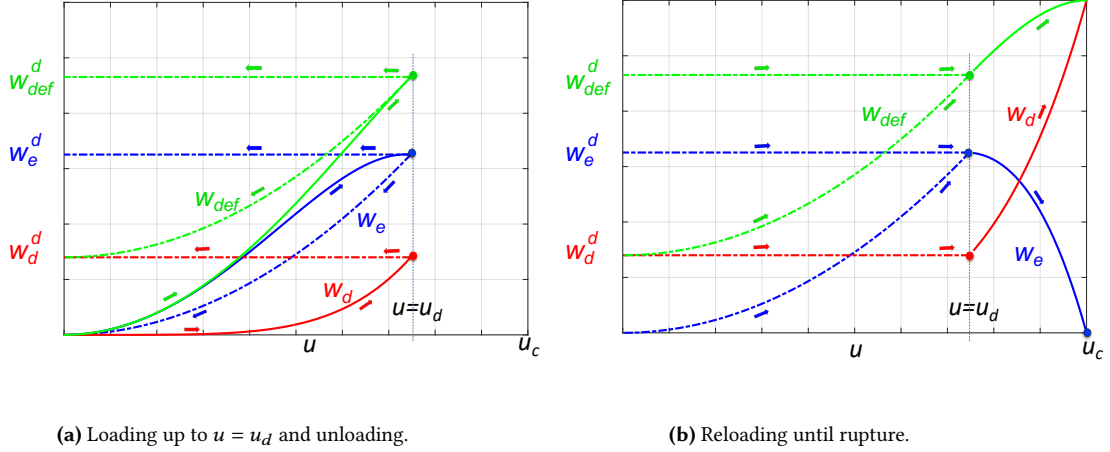 w_def^d
w_e^d
w_d^d
w_def
w_e
w_d
u=u_d
u
u_c
(a) Loading up to u = u_d and unloading.
w_def^d
w_e^d
w_d^d
w_def
w_d
w_e
u=u_d
u
u_c
(b) Reloading until rupture.